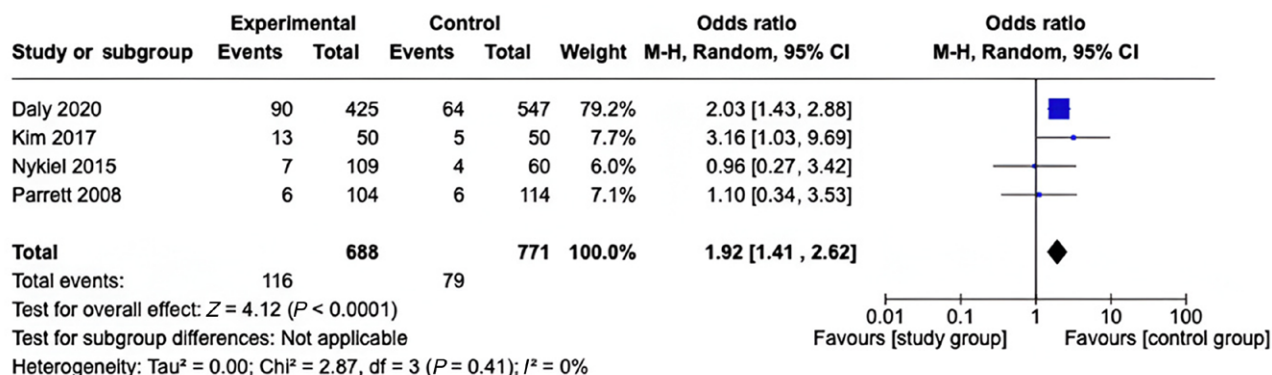 Experimental Control Odds ratio Odds ratio
Study or subgroup Events Total Events Total Weight M-H, Random, 95% CI M-H, Random, 95% CI
Daly 2020 90 425 64 547 79.2% 2.03 [1.43, 2.88]
Kim 2017 13 50 5 50 7.7% 3.16 [1.03, 9.69]
Nykiel 2015 7 109 4 60 6.0% 0.96 [0.27, 3.42]
Parrett 2008 6 104 6 114 7.1% 1.10 [0.34, 3.53]
Total 688 771 100.0% 1.92 [1.41 , 2.62]
Total events: 116 79
Test for overall effect: Z = 4.12 (P < 0.0001)
0.01 0.1 1 10 100
Test for subgroup differences: Not applicable
Favours [study group] Favours [control group]
Heterogeneity: Tau² = 0.00; Chi² = 2.87, df = 3 (P = 0.41); I² = 0%